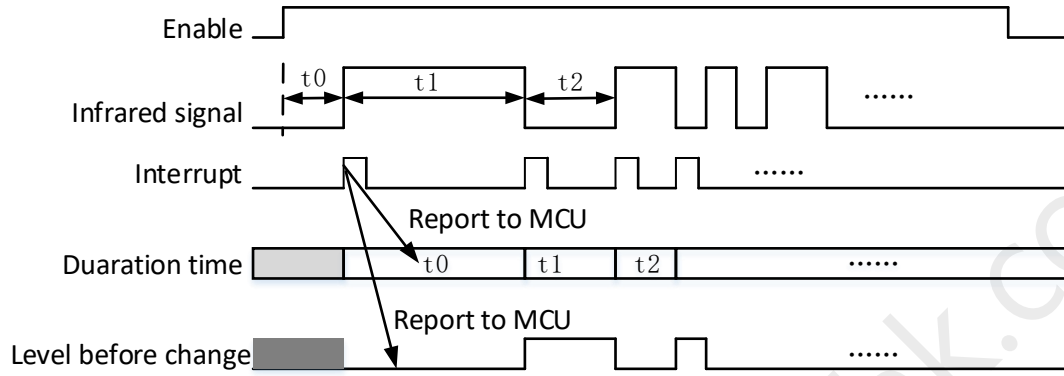 Enable
t0 t1 t2
Infrared signal ......
Interrupt ......
Report to MCU
Duaration time t0 t1 t2 ......
Report to MCU
Level before change ......